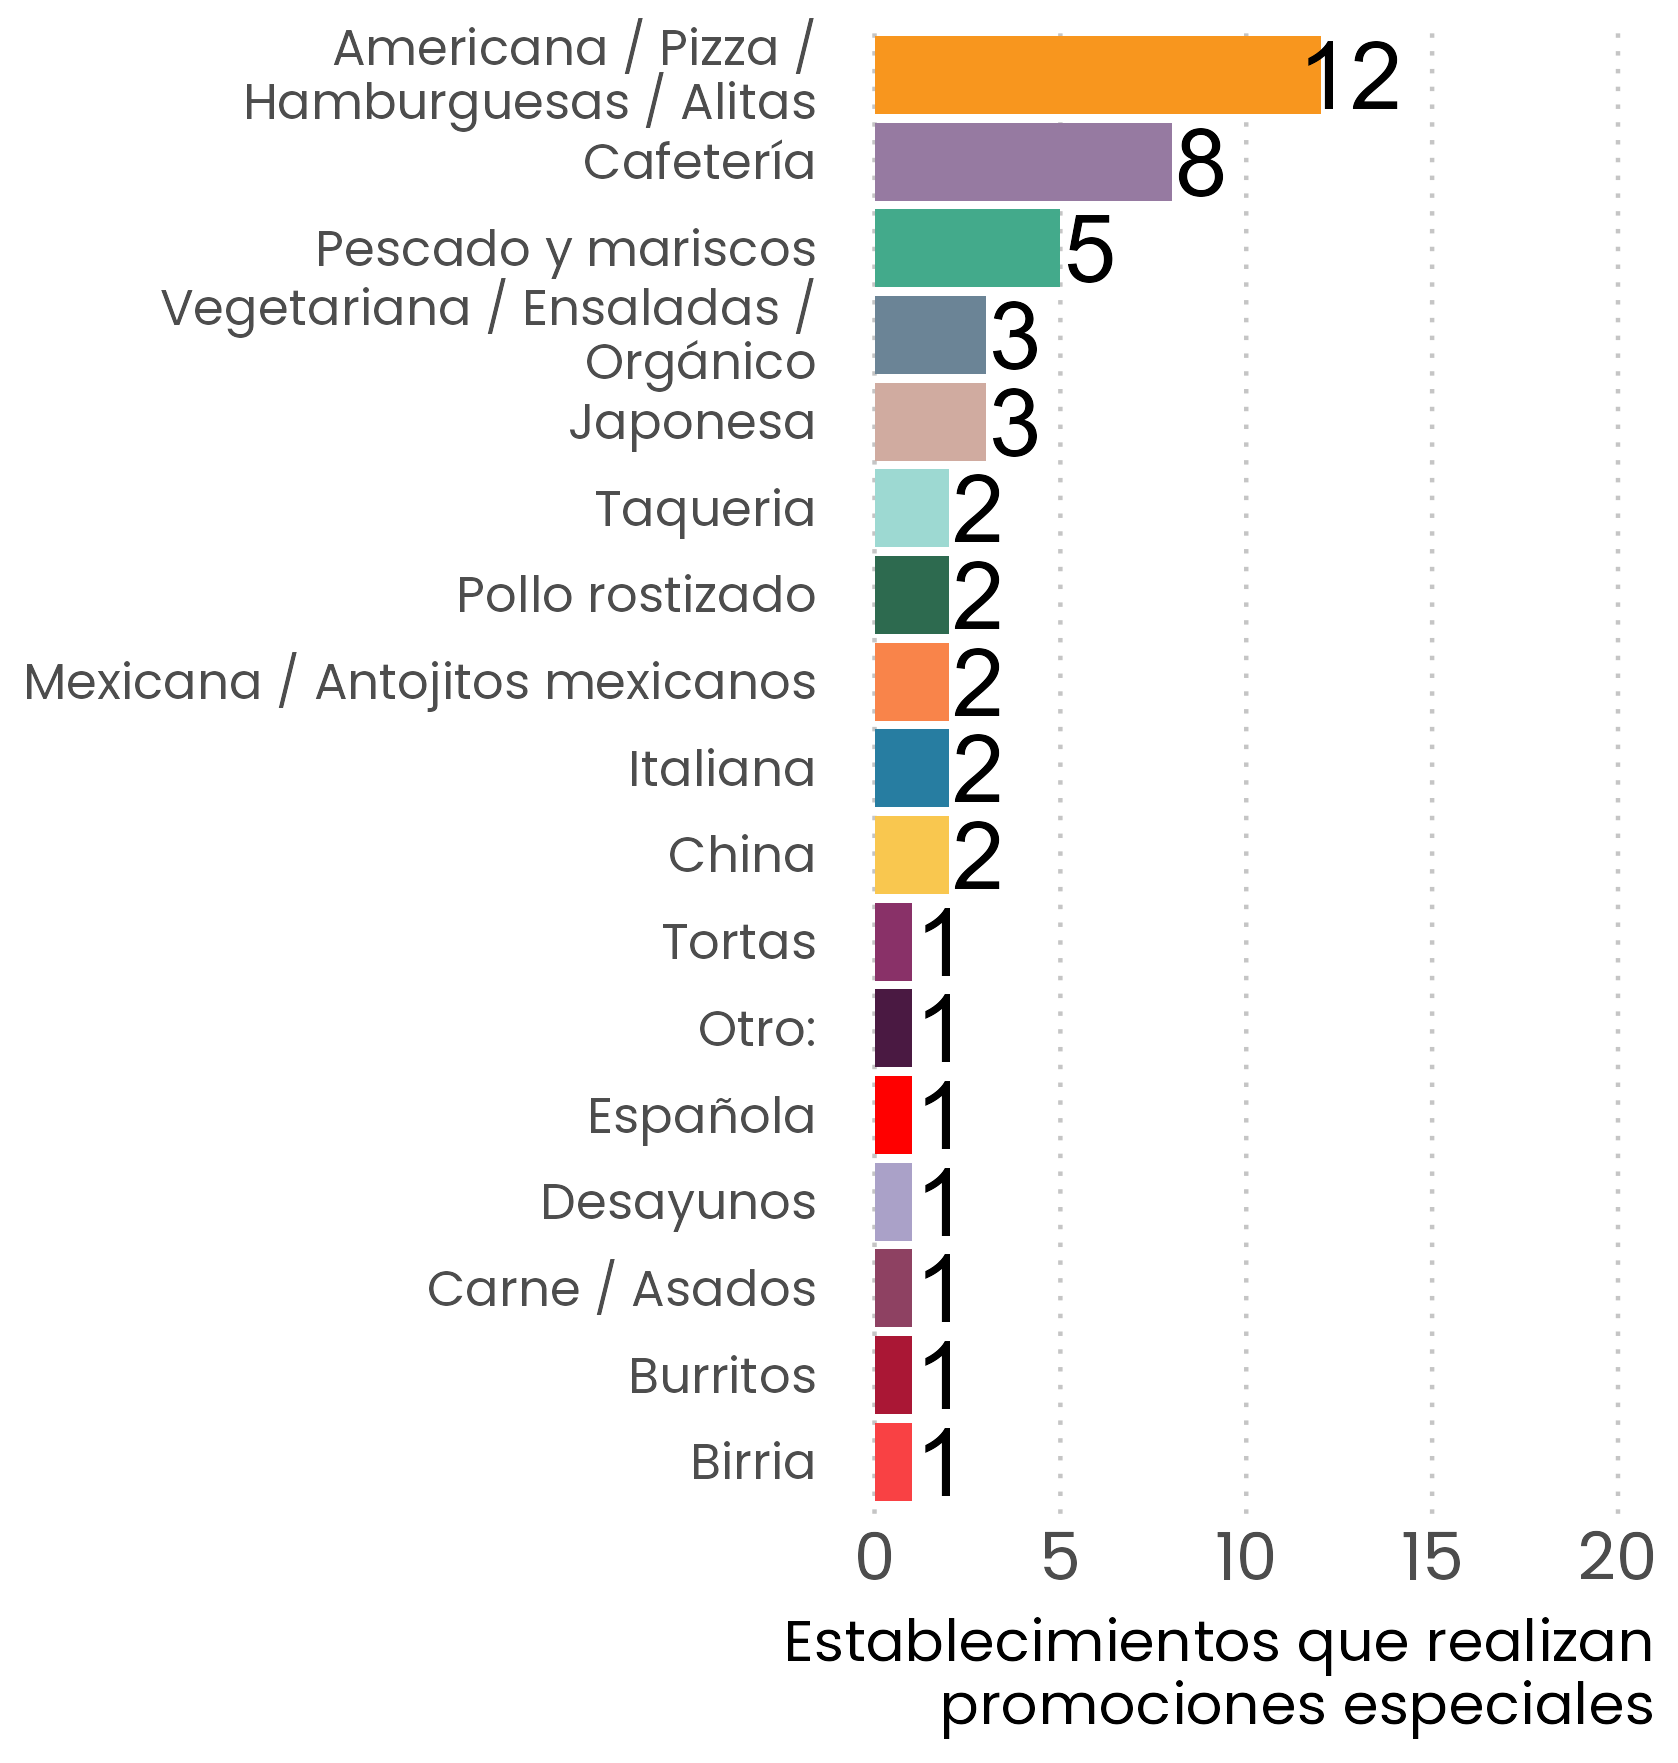 Americana / Pizza /
Hamburguesas / Alitas
12
Cafetería
8
Pescado y mariscos
5
Vegetariana / Ensaladas /
Orgánico
3
Japonesa
3
Taqueria
2
Pollo rostizado
2
Mexicana / Antojitos mexicanos
2
Italiana
2
China
2
Tortas
1
Otro:
1
Española
1
Desayunos
1
Carne / Asados
1
Burritos
1
Birria
1
0 5 10 15 20
Establecimientos que realizan
promociones especiales